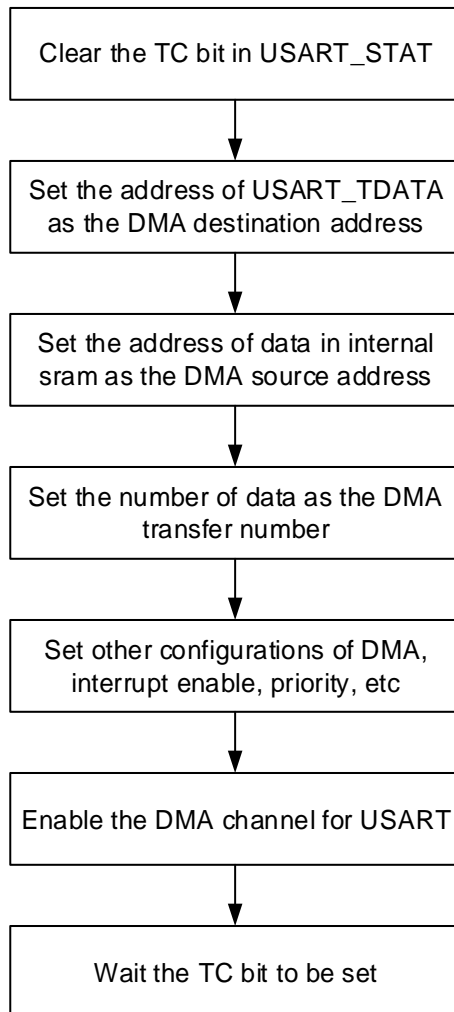 Clear the TC bit in USART_STAT
Set the address of USART_TDATA
as the DMA destination address
Set the address of data in internal
sram as the DMA source address
Set the number of data as the DMA
transfer number
Set other configurations of DMA,
interrupt enable, priority, etc
Enable the DMA channel for USART
Wait the TC bit to be set